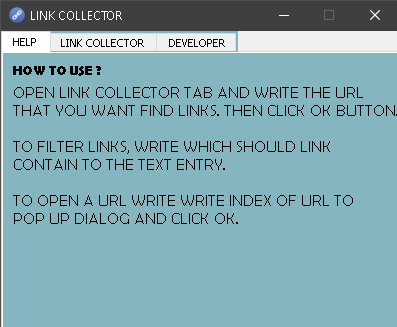 LINK COLLECTOR
HELP LINK COLLECTOR DEVELOPER
HOW TO USE ?
OPEN LINK COLLECTOR TAB AND WRITE THE URL
THAT YOU WANT FIND LINKS. THEN CLICK OK BUTTON.
TO FILTER LINKS, WRITE WHICH SHOULD LINK
CONTAIN TO THE TEXT ENTRY.
TO OPEN A URL WRITE WRITE INDEX OF URL TO
POP UP DIALOG AND CLICK OK.